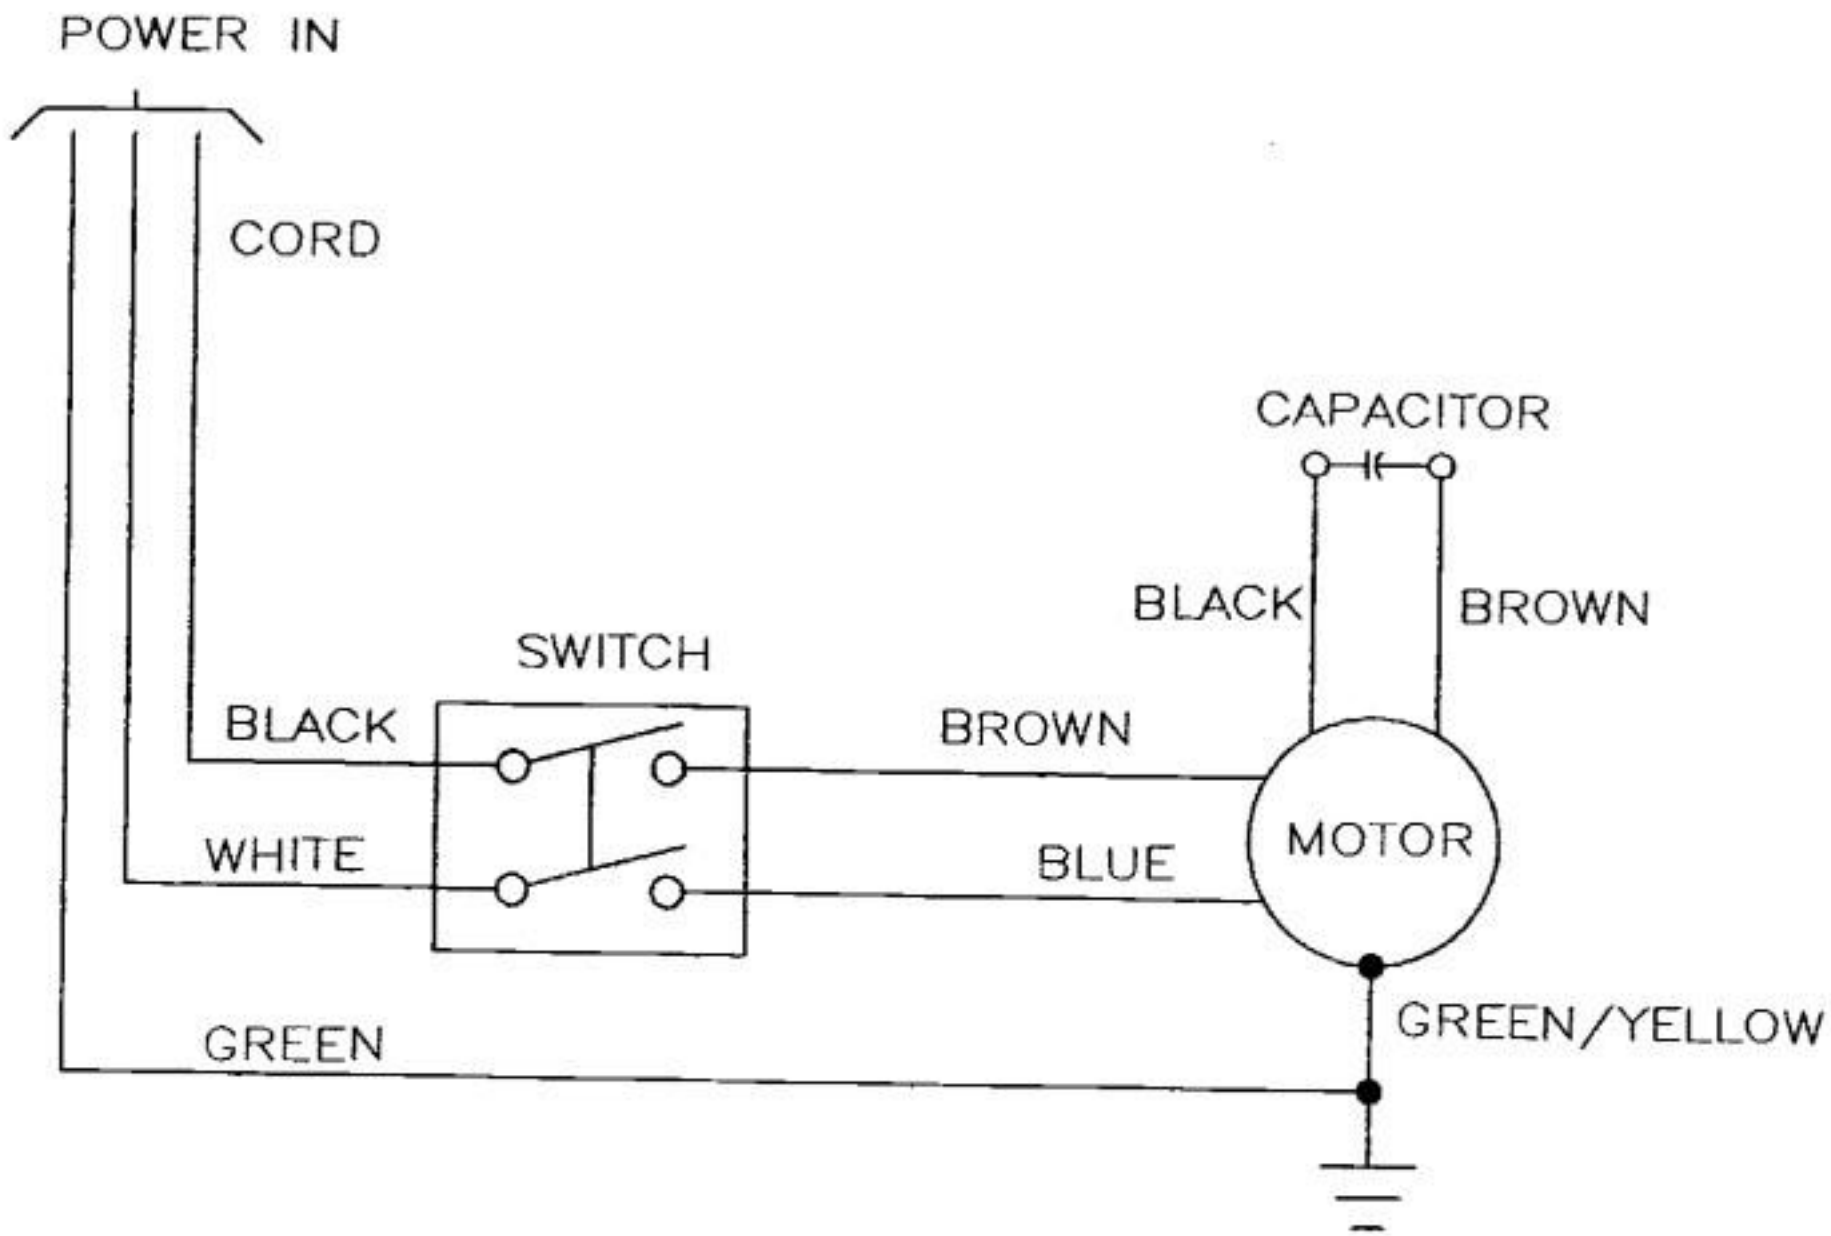 POWER IN
CORD
CAPACITOR
BLACK
BROWN
SWITCH
BLACK
BROWN
WHITE
BLUE
MOTOR
GREEN
GREEN/YELLOW